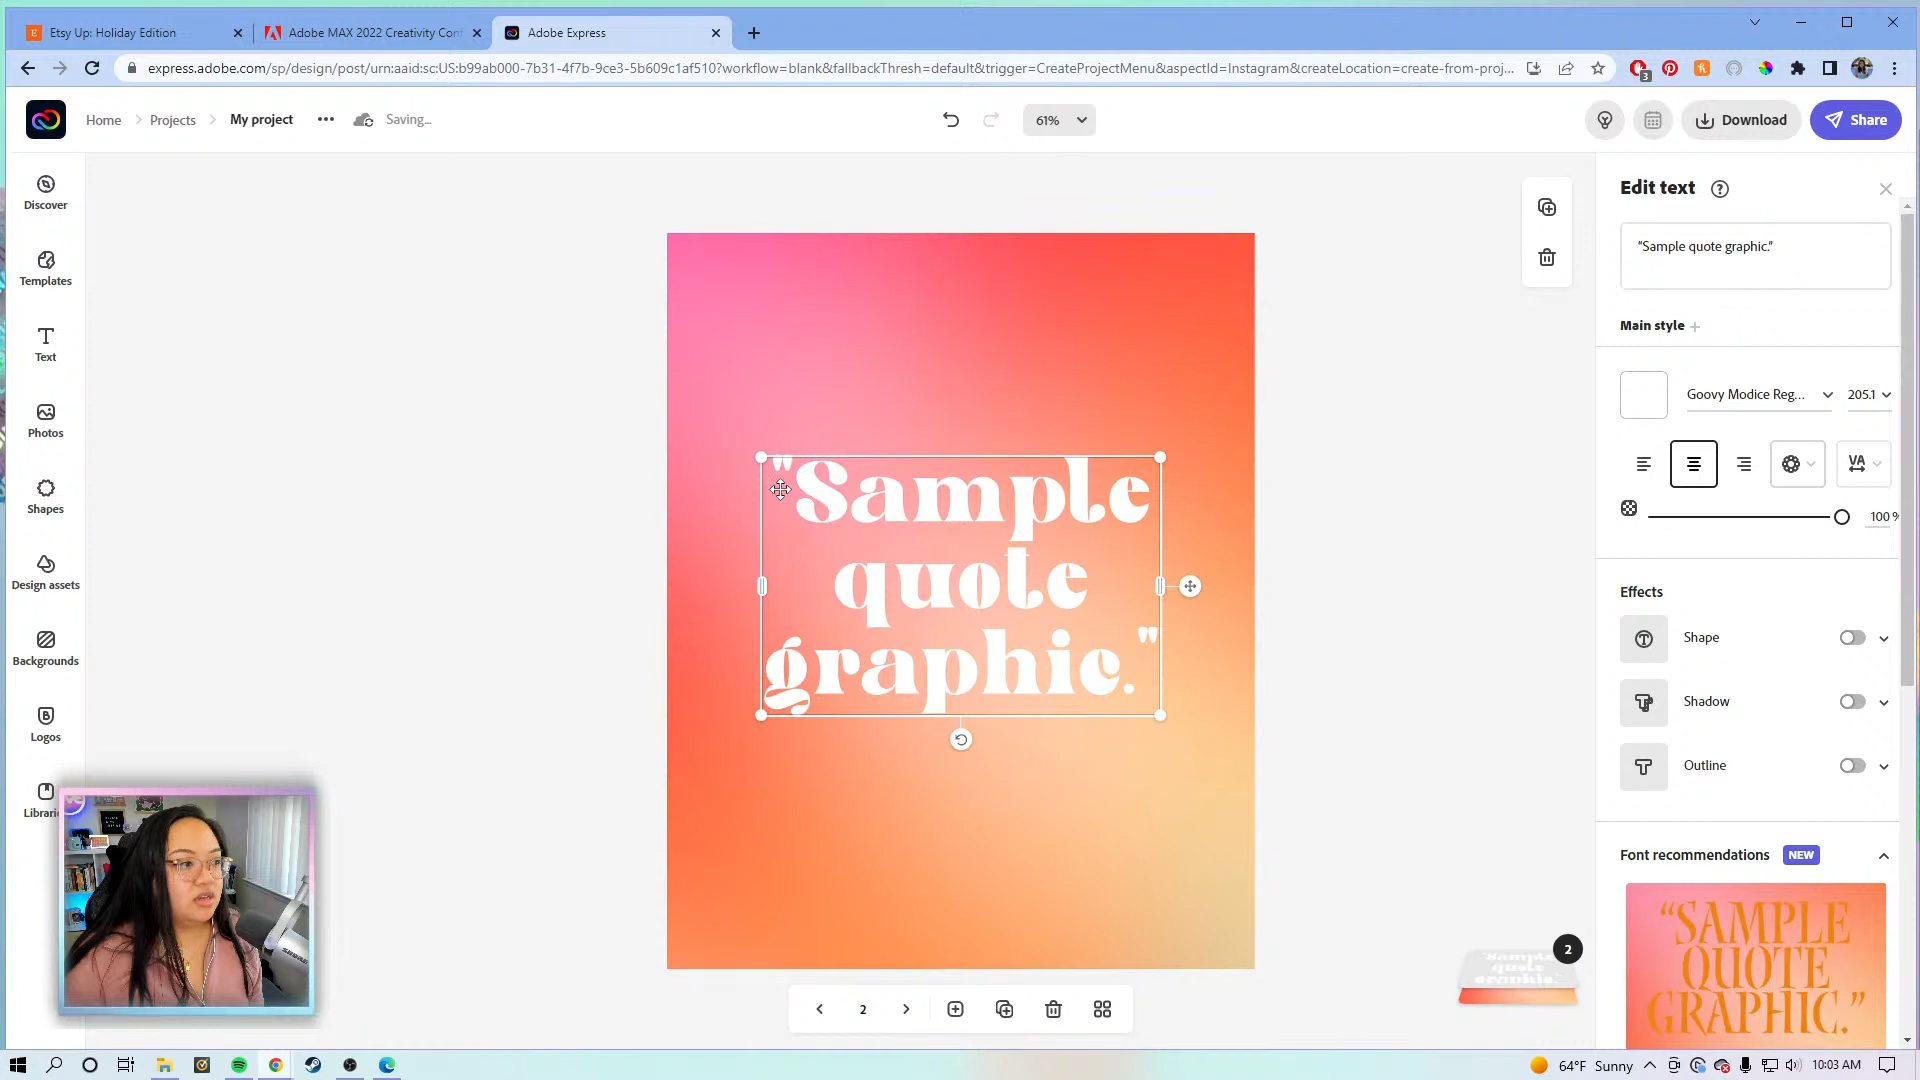 Etsy Up: Holiday Edition
Adobe MAX 2022 Creativity Conf
Adobe Express
express.adobe.com/sp/design/post/urn:aaid:sc:US:b99ab000-7b31-4f7b-9ce3-5b609c1af510?workflow=blank&fallbackThresh=default&trigger=CreateProjectMenu&aspectId=Instagram&createLocation=create-from-proj...
3
Home
Projects
My project
Saving...
61%
Download
Share
Discover
Templates
Text
Photos
Shapes
Design assets
Backgrounds
Logos
Librari
"Sample
quote
graphic."
2
2
Edit text
“Sample quote graphic.”
Main style
Goovy Modice Reg...
205.1
VA
100 %
Effects
Shape
Shadow
Outline
Font recommendations
NEW
“SAMPLE
QUOTE
GRAPHIC.”
64°F Sunny
10:03 AM